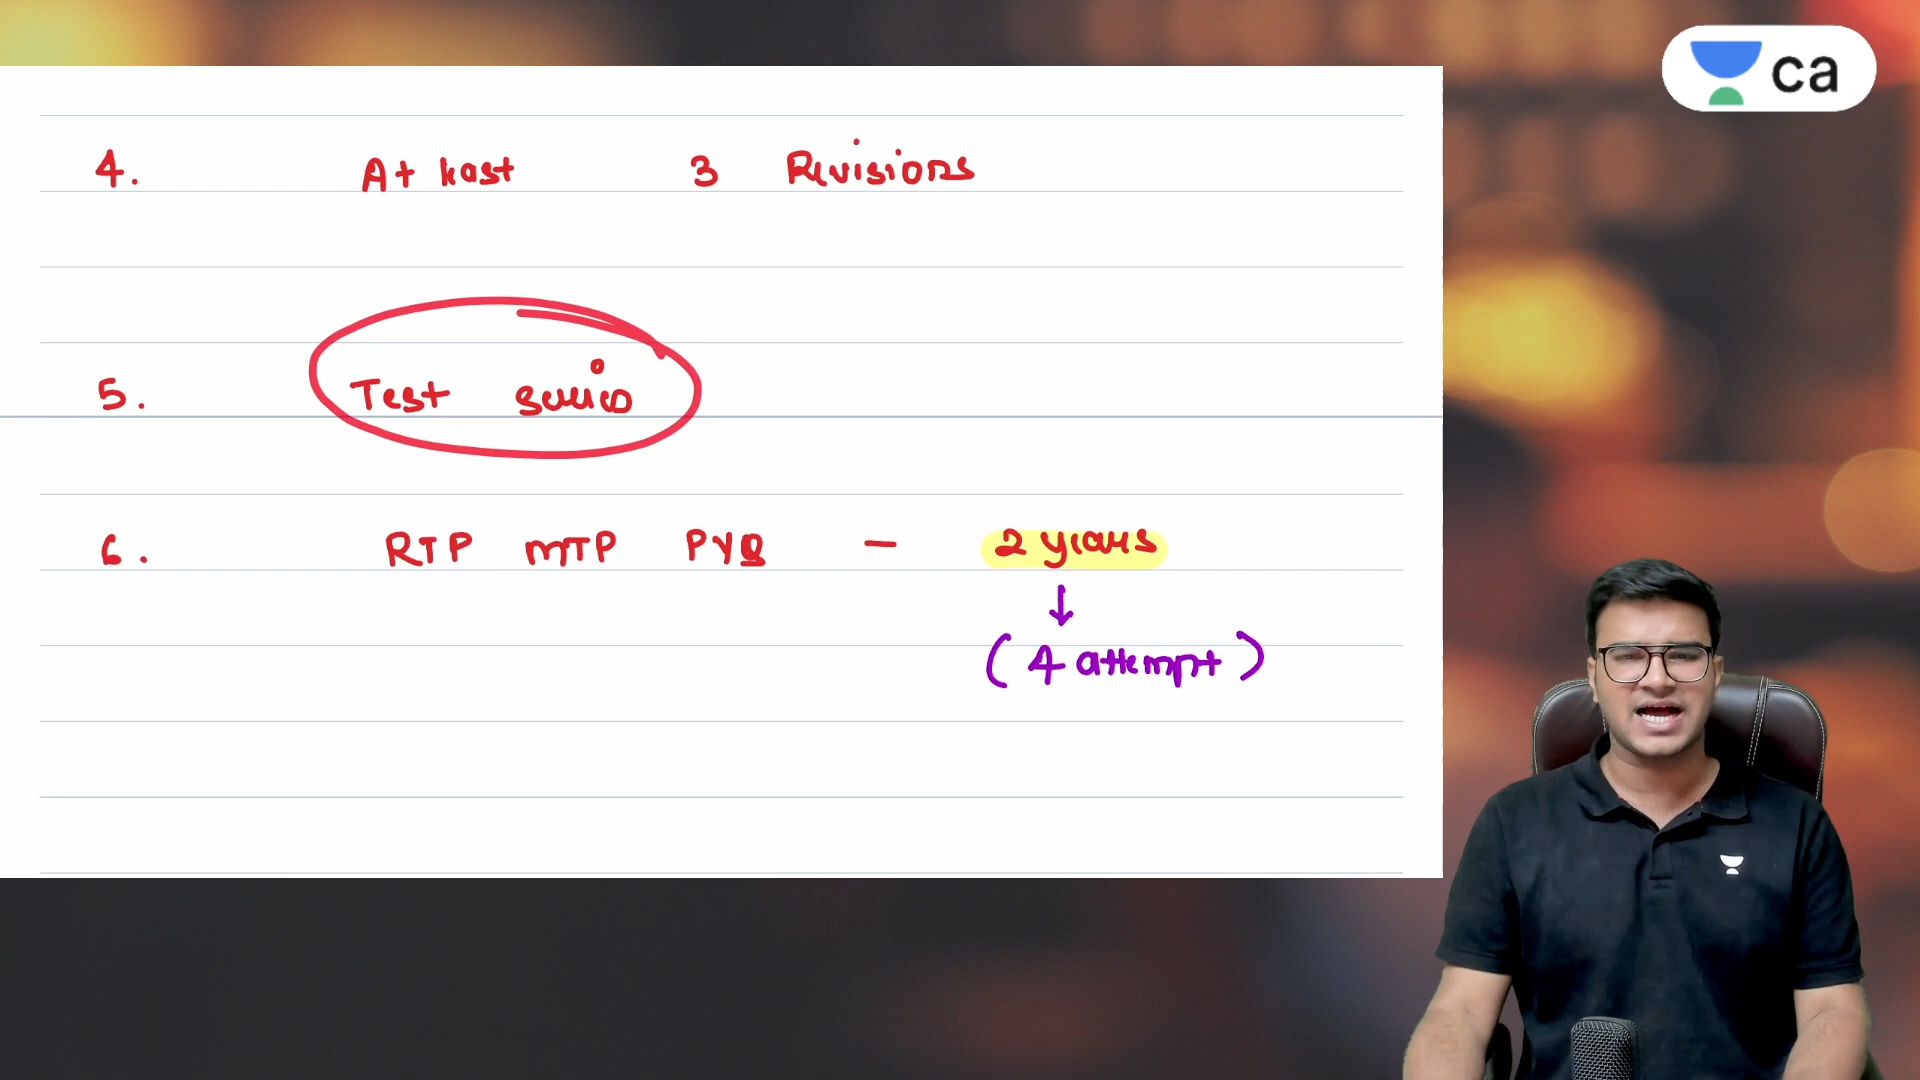 ca
4. At least 3 Revisions
5. Test series
6. RTP MTP PYQ - 2 years
↓
(4 attempt)